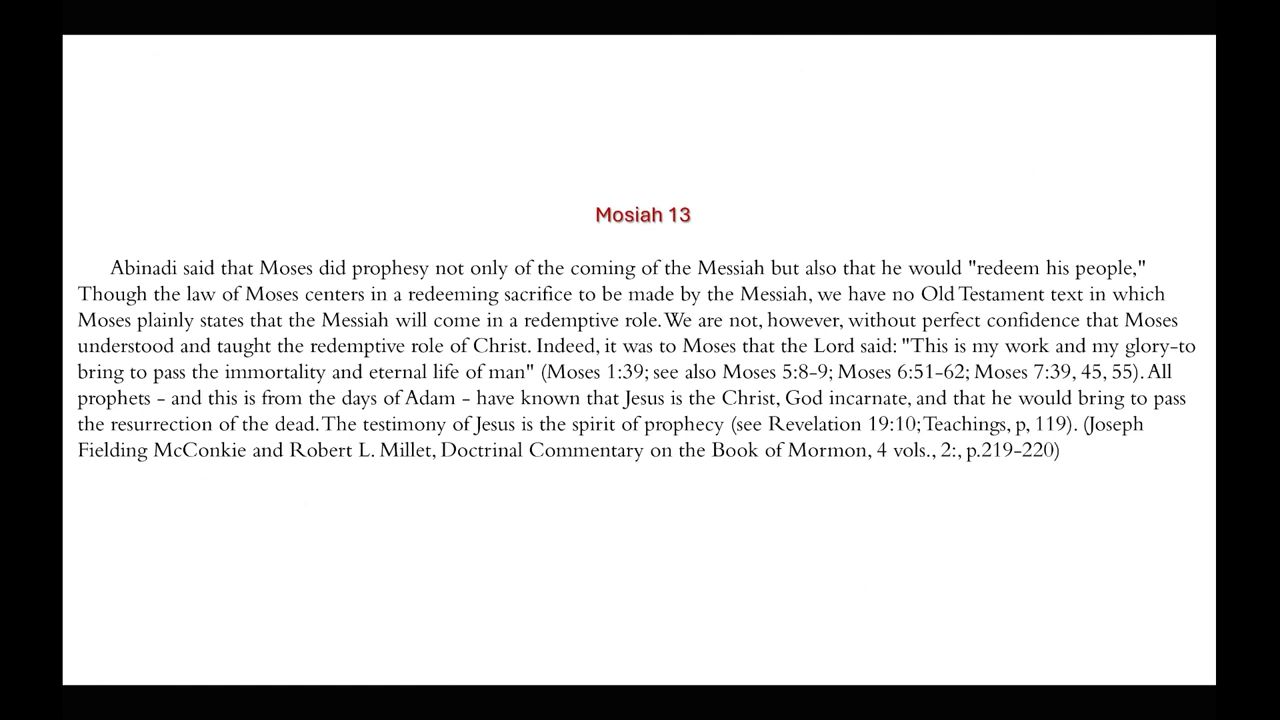 Mosiah 13
Abinadi said that Moses did prophesy not only of the coming of the Messiah but also that he would "redeem his people,"
Though the law of Moses centers in a redeeming sacrifice to be made by the Messiah, we have no Old Testament text in which
Moses plainly states that the Messiah will come in a redemptive role. We are not, however, without perfect confidence that Moses
understood and taught the redemptive role of Christ. Indeed, it was to Moses that the Lord said: "This is my work and my glory-to
bring to pass the immortality and eternal life of man" (Moses 1:39; see also Moses 5:8-9; Moses 6:51-62; Moses 7:39, 45, 55). All
prophets - and this is from the days of Adam - have known that Jesus is the Christ, God incarnate, and that he would bring to pass
the resurrection of the dead. The testimony of Jesus is the spirit of prophecy (see Revelation 19:10; Teachings, p, 119). (Joseph
Fielding McConkie and Robert L. Millet, Doctrinal Commentary on the Book of Mormon, 4 vols., 2:, p.219-220)